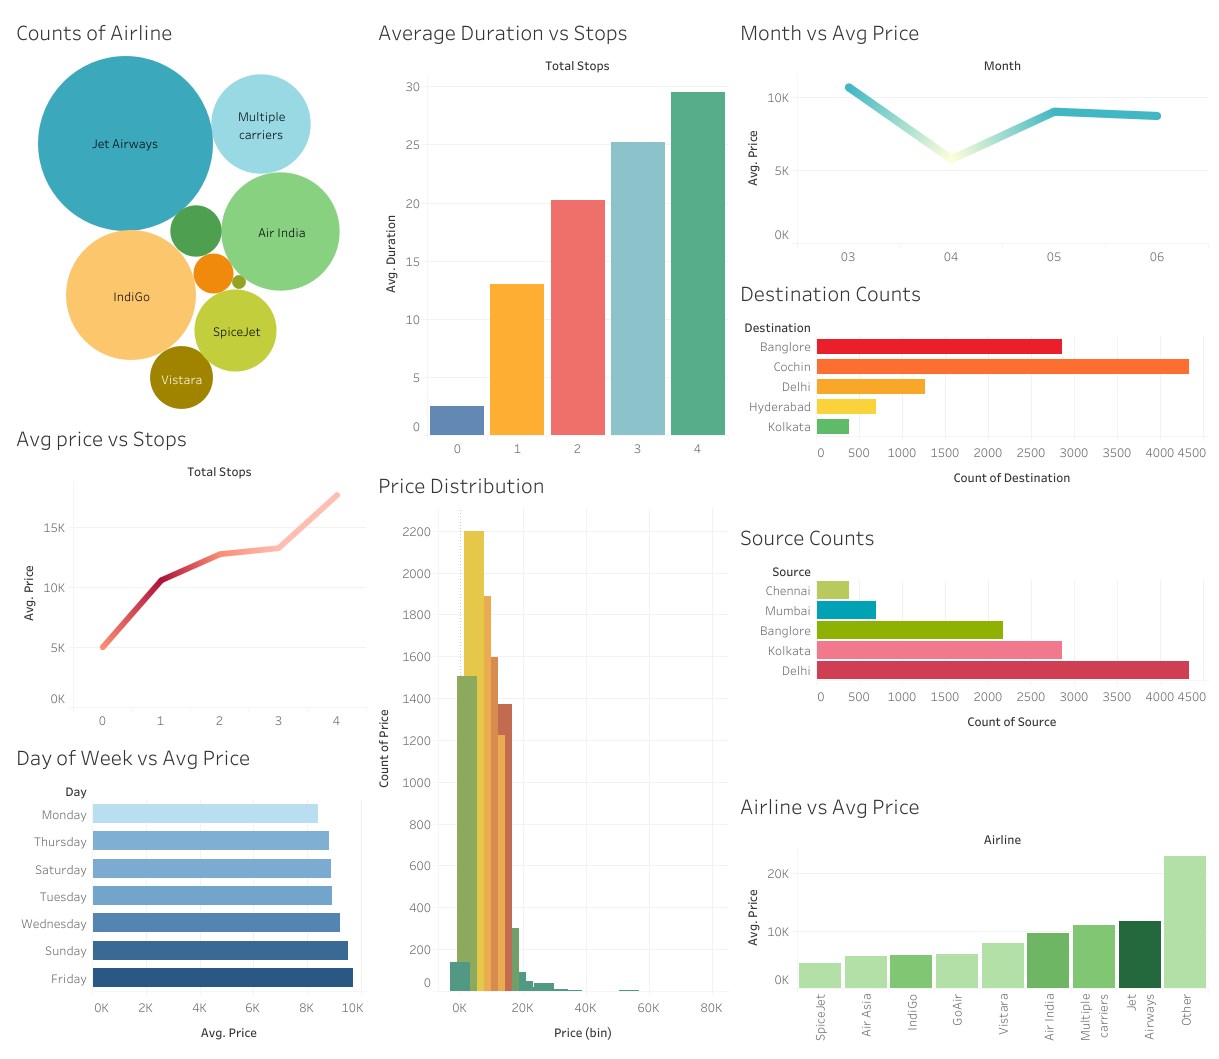 Counts of Airline
Jet Airways
Multiple
carriers
Air India
IndiGo
SpiceJet
Vistara
Avg price vs Stops
Total Stops
Avg. Price
15K
10K
5K
0K
0 1 2 3 4
Day of Week vs Avg Price
Day
Monday
Thursday
Saturday
Tuesday
Wednesday
Sunday
Friday
0K 2K 4K 6K 8K 10K
Avg. Price
Average Duration vs Stops
Total Stops
Avg. Duration
30
25
20
15
10
5
0
0 1 2 3 4
Price Distribution
Count of Price
2200
2000
1800
1600
1400
1200
1000
800
600
400
200
0
0K 20K 40K 60K 80K
Price (bin)
Month vs Avg Price
Month
Avg. Price
10K
5K
0K
03 04 05 06
Destination Counts
Destination
Banglore
Cochin
Delhi
Hyderabad
Kolkata
0 500 1000 1500 2000 2500 3000 3500 4000 4500
Count of Destination
Source Counts
Source
Chennai
Mumbai
Banglore
Kolkata
Delhi
0 500 1000 1500 2000 2500 3000 3500 4000 4500
Count of Source
Airline vs Avg Price
Airline
Avg. Price
20K
10K
0K
SpiceJet
Air Asia
IndiGo
GoAir
Vistara
Air India
Multiple
carriers
Jet
Airways
Other